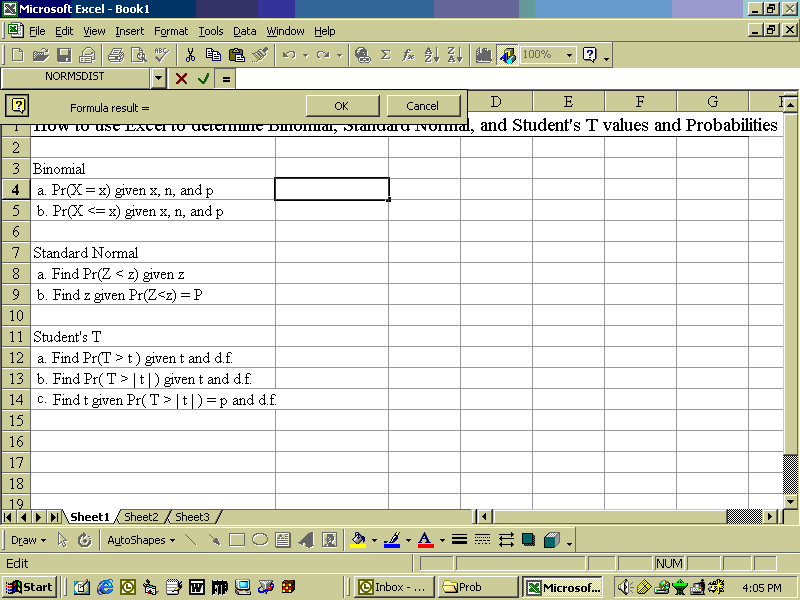 Microsoft Excel - Book1
File Edit View Insert Format Tools Data Window Help
100%
NORMSDIST =
Formula result = OK Cancel
D E F G
1 How to use Excel to determine Binomial, Standard Normal, and Student's T values and Probabilities
2
3 Binomial
4 a. Pr(X = x) given x, n, and p
5 b. Pr(X <= x) given x, n, and p
6
7 Standard Normal
8 a. Find Pr(Z < z) given z
9 b. Find z given Pr(Z<z) = P
10
11 Student's T
12 a. Find Pr(T > t ) given t and d.f.
13 b. Find Pr( T > | t | ) given t and d.f.
14 c. Find t given Pr( T > | t | ) = p and d.f.
15
16
17
18
19
Sheet1 Sheet2 Sheet3
Draw AutoShapes
Edit NUM
Start Inbox - ... Prob Microsof... 4:05 PM